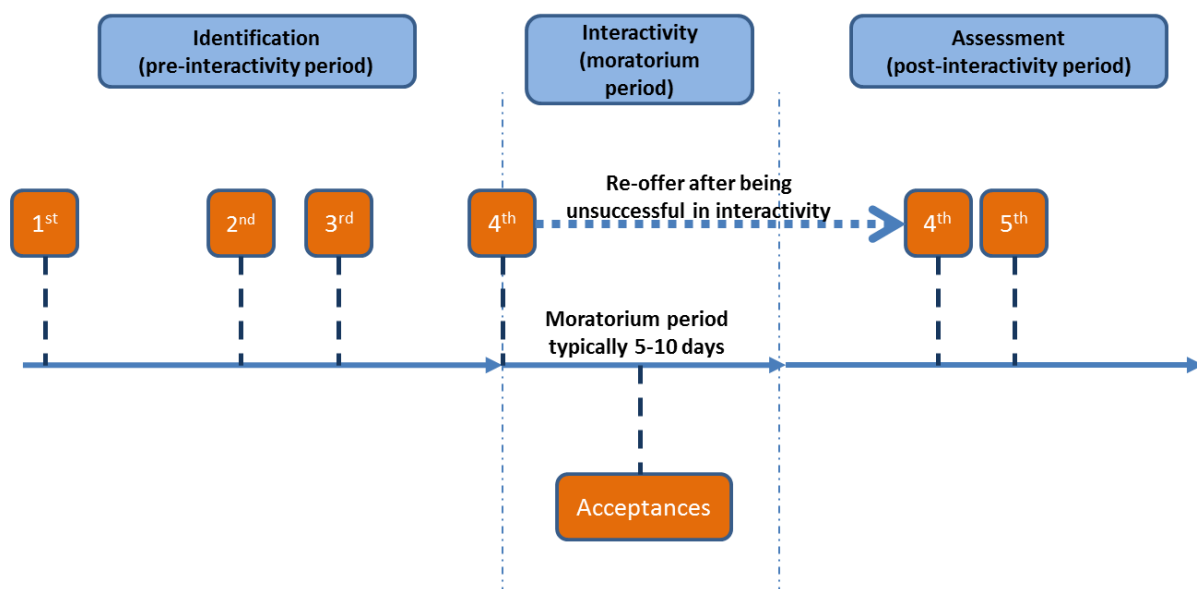 Identification
(pre-interactivity period)
Interactivity
(moratorium
period)
Assessment
(post-interactivity period)
1st
2nd
3rd
4th
Re-offer after being
unsuccessful in interactivity
4th
5th
Moratorium period
typically 5-10 days
Acceptances